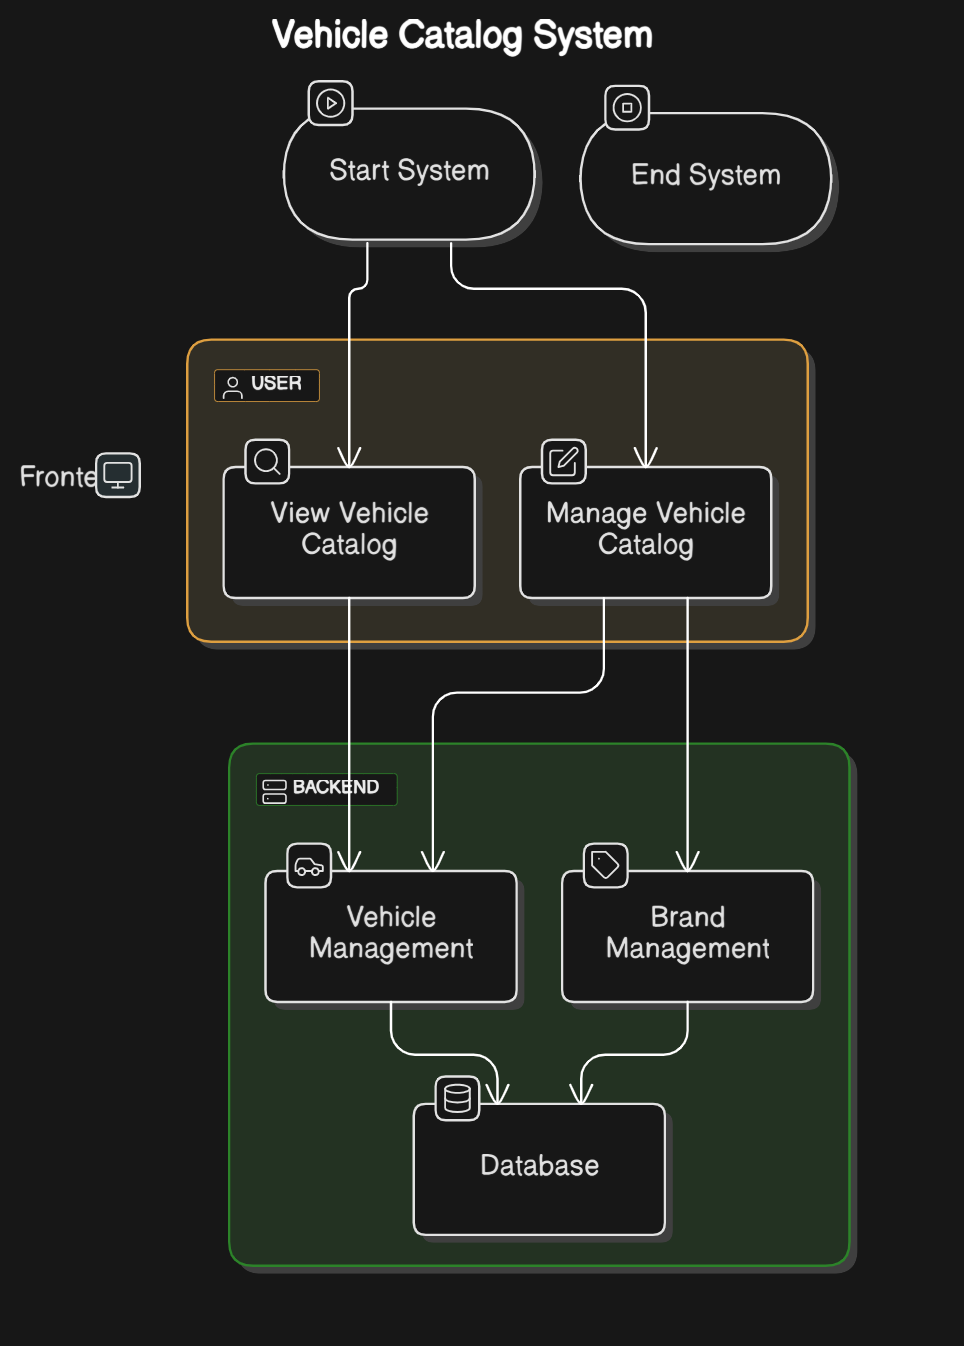 Vehicle Catalog System
Start System
End System
USER
Fronte
View Vehicle
Catalog
Manage Vehicle
Catalog
BACKEND
Vehicle
Management
Brand
Management
Database